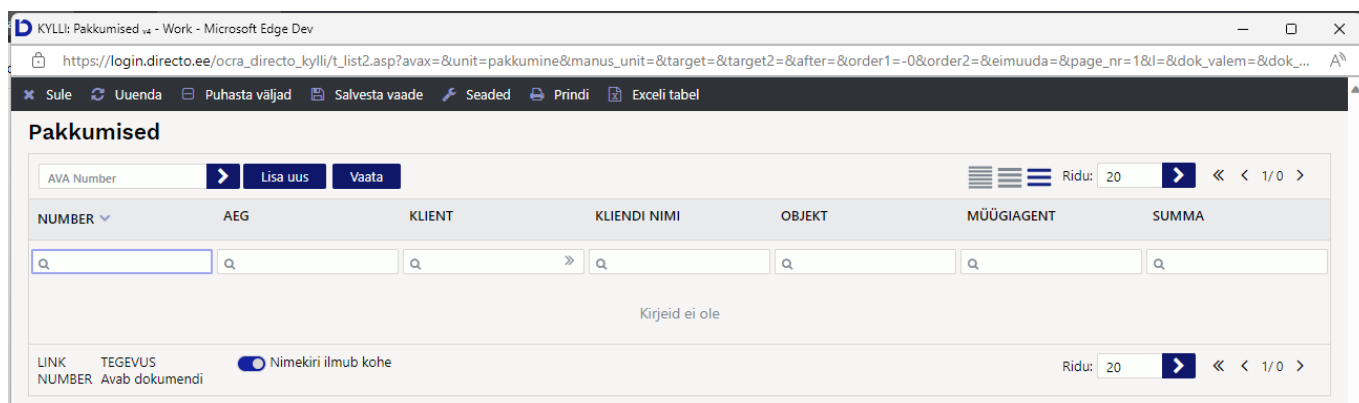 KYLLI: Pakkumised v4 - Work - Microsoft Edge Dev
https://login.directo.ee/ocra_directo_kylli/t_list2.asp?avax=&unit=pakkumine&manus_unit=&target=&target2=&after=&order1=-0&order2=&eimuuda=&page_nr=1&l=&dok_valem=&dok_...
Sule Uuenda Puhasta väljad Salvesta vaade Seaded Prindi Exceli tabel
Pakkumised
AVA Number Lisa uus Vaata Ridu: 20 1/ 0
NUMBER AEG KLIENT KLIENDI NIMI OBJEKT MÜÜGIAGENT SUMMA
Kirjeid ei ole
LINK TEGEVUS Nimekiri ilmub kohe Ridu: 20 1/ 0
NUMBER Avab dokumendi